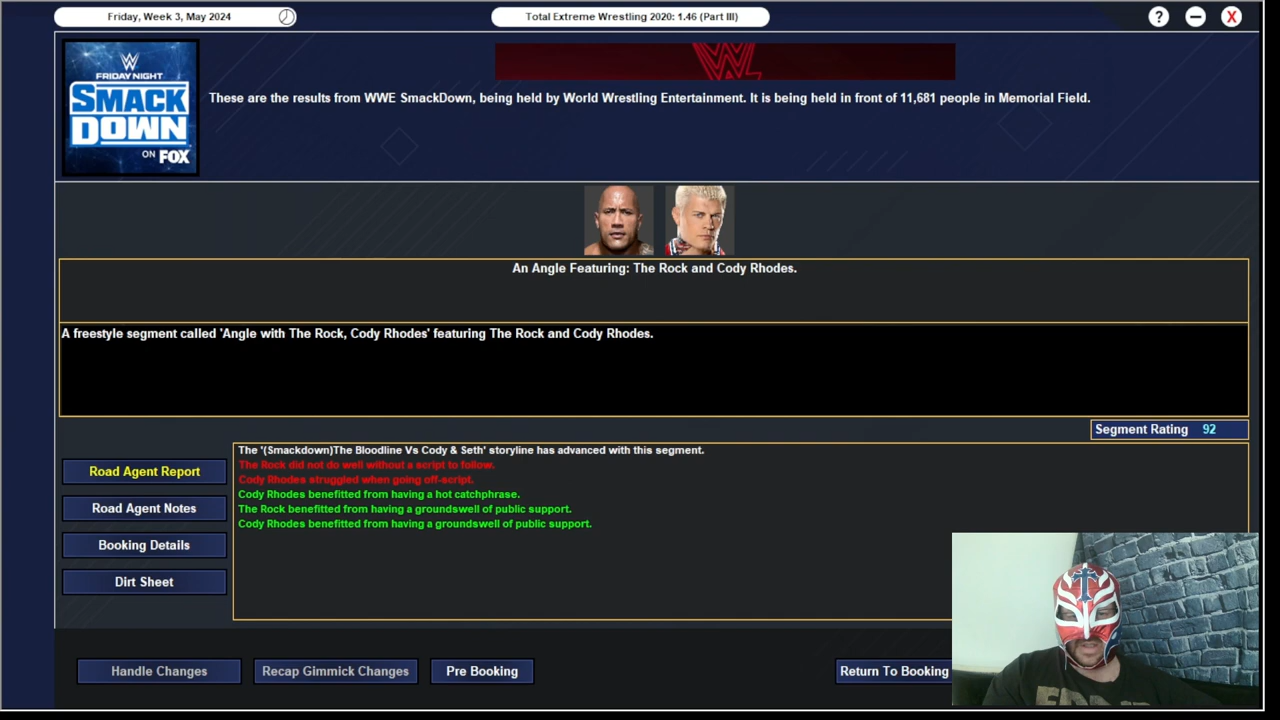 Friday, Week 3, May 2024
Total Extreme Wrestling 2020: 1.46 (Part III)
?
X
FRIDAY NIGHT
SMACK
DOWN
ON FOX
These are the results from WWE SmackDown, being held by World Wrestling Entertainment. It is being held in front of 11,681 people in Memorial Field.
An Angle Featuring: The Rock and Cody Rhodes.
A freestyle segment called 'Angle with The Rock, Cody Rhodes' featuring The Rock and Cody Rhodes.
Segment Rating 92
The '(Smackdown)The Bloodline Vs Cody & Seth' storyline has advanced with this segment.
The Rock did not do well without a script to follow.
Cody Rhodes struggled when going off-script.
Cody Rhodes benefitted from having a hot catchphrase.
The Rock benefitted from having a groundswell of public support.
Cody Rhodes benefitted from having a groundswell of public support.
Road Agent Report
Road Agent Notes
Booking Details
Dirt Sheet
Handle Changes
Recap Gimmick Changes
Pre Booking
Return To Booking